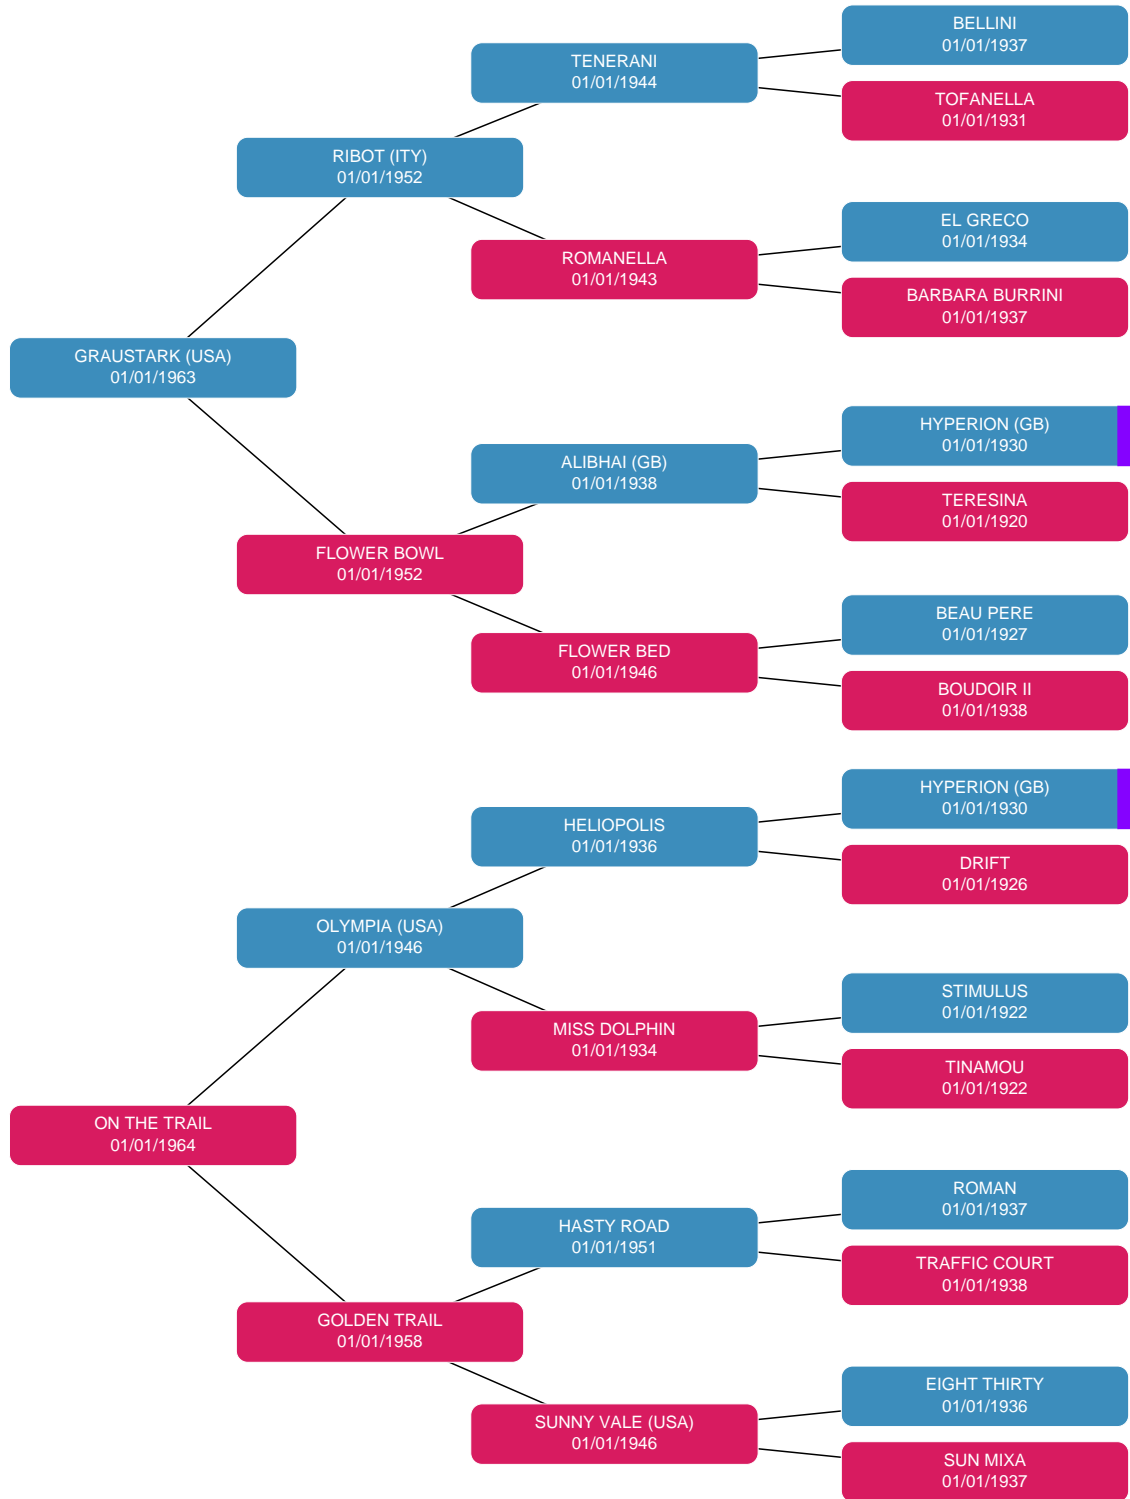 BELLINI
01/01/1937
TENERANI
01/01/1944
TOFANELLA
01/01/1931
RIBOT (ITY)
01/01/1952
EL GRECO
01/01/1934
ROMANELLA
01/01/1943
BARBARA BURRINI
01/01/1937
GRAUSTARK (USA)
01/01/1963
HYPERION (GB)
01/01/1930
ALIBHAI (GB)
01/01/1938
TERESINA
01/01/1920
FLOWER BOWL
01/01/1952
BEAU PERE
01/01/1927
FLOWER BED
01/01/1946
BOUDOIR II
01/01/1938
HYPERION (GB)
01/01/1930
HELIOPOLIS
01/01/1936
DRIFT
01/01/1926
OLYMPIA (USA)
01/01/1946
STIMULUS
01/01/1922
MISS DOLPHIN
01/01/1934
TINAMOU
01/01/1922
ON THE TRAIL
01/01/1964
ROMAN
01/01/1937
HASTY ROAD
01/01/1951
TRAFFIC COURT
01/01/1938
GOLDEN TRAIL
01/01/1958
EIGHT THIRTY
01/01/1936
SUNNY VALE (USA)
01/01/1946
SUN MIXA
01/01/1937